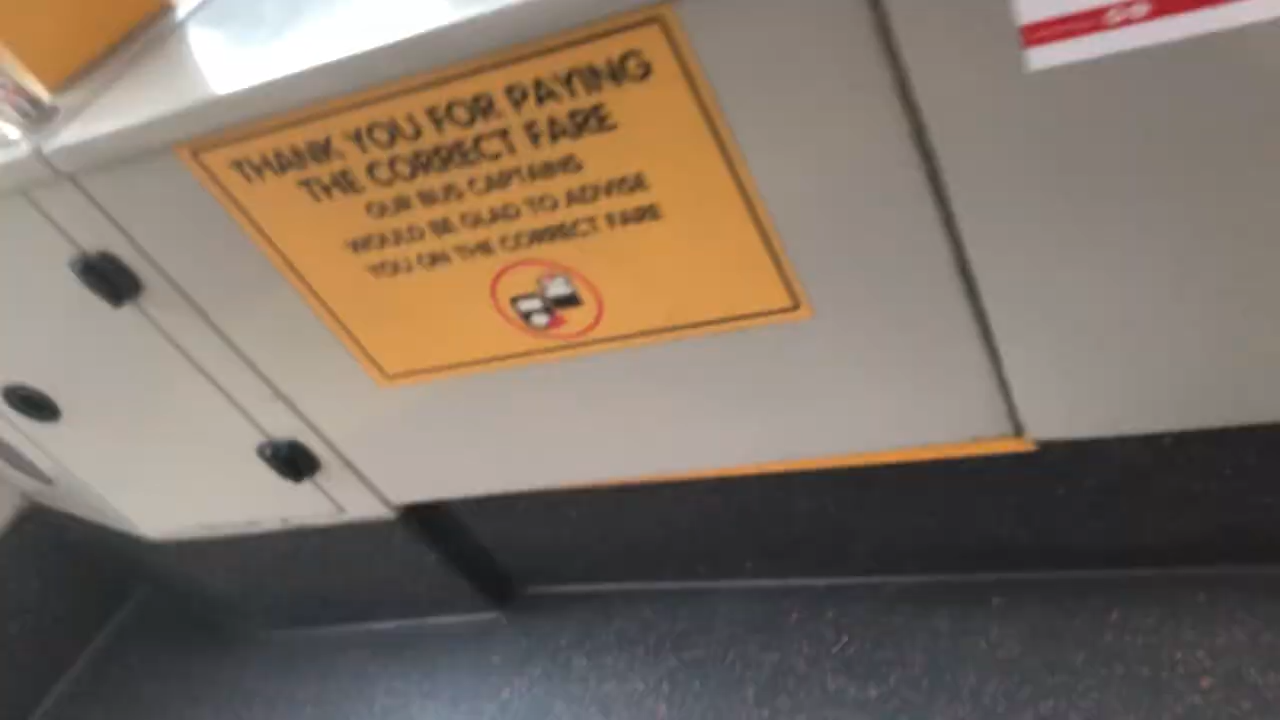 THANK YOU FOR PAYING
THE CORRECT FARE
OUR BUS CAPTAINS
WOULD BE GLAD TO ADVISE
YOU ON THE CORRECT FARE